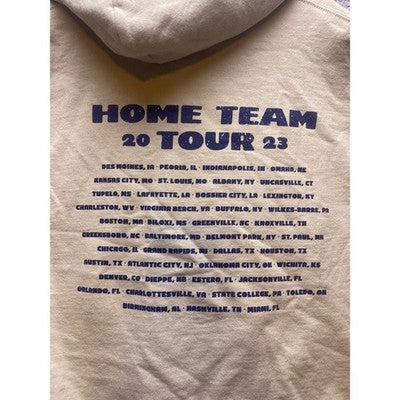 HOME TEAM
20 TOUR 23
DES MOINES, IA · PEORIA, IL · INDIANAPOLIS, IN · OMAHA, NE
KANSAS CITY, MO · ST. LOUIS, MO · ALBANY, NY · UNCASVILLE, CT
TUPELO, MS · LAFAYETTE, LA · BOSSIER CITY, LA · LEXINGTON, KY
CHARLESTON, WV · VIRGINIA BEACH, VA · BUFFALO, NY · WILKES-BARRE, PA
BOSTON, MA · BILOXI, MS · GREENVILLE, SC · KNOXVILLE, TN
GREENSBORO, NC · BALTIMORE, MD · BELMONT PARK, NY · ST. PAUL, MN
CHICAGO, IL · GRAND RAPIDS, MI · DALLAS, TX · HOUSTON, TX
AUSTIN, TX · ATLANTIC CITY, NJ · OKLAHOMA CITY, OK · WICHITA, KS
DENVER, CO · DIEPPE, NB · ESTERO, FL · JACKSONVILLE, FL
ORLANDO, FL · CHARLOTTESVILLE, VA · STATE COLLEGE, PA · TOLEDO, OH
BIRMINGHAM, AL · NASHVILLE, TN · MIAMI, FL